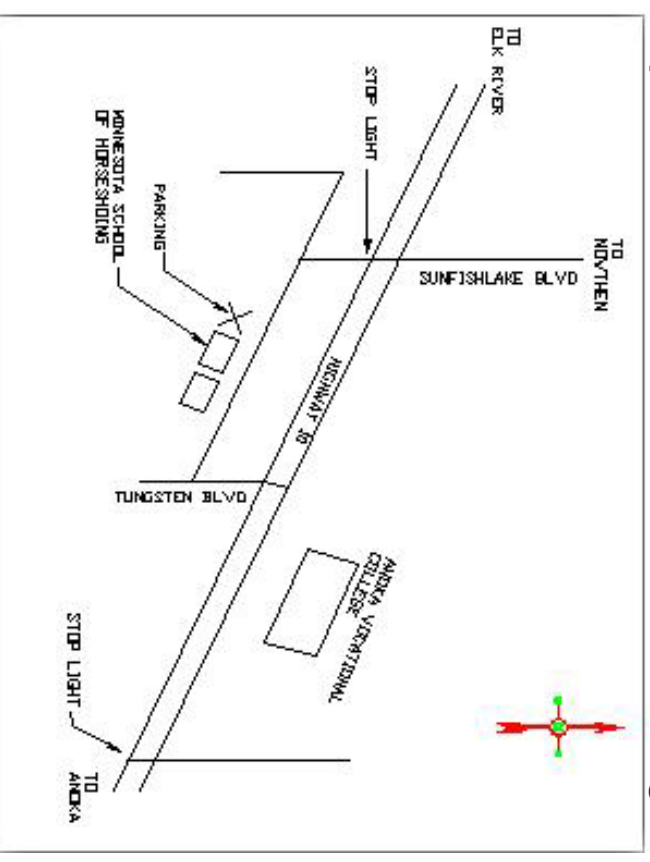 TO
ELK RIVER
STOP LIGHT
MINNESOTA SCHOOL
OF HORSESHOING
PARKING
TO
NOWTHEN
SUNFISHLAKE BLVD
HIGHWAY 10
TUNGSTEN BLVD
ANOKA VOCATIONAL
COLLEGE
STOP LIGHT
TO
ANOKA